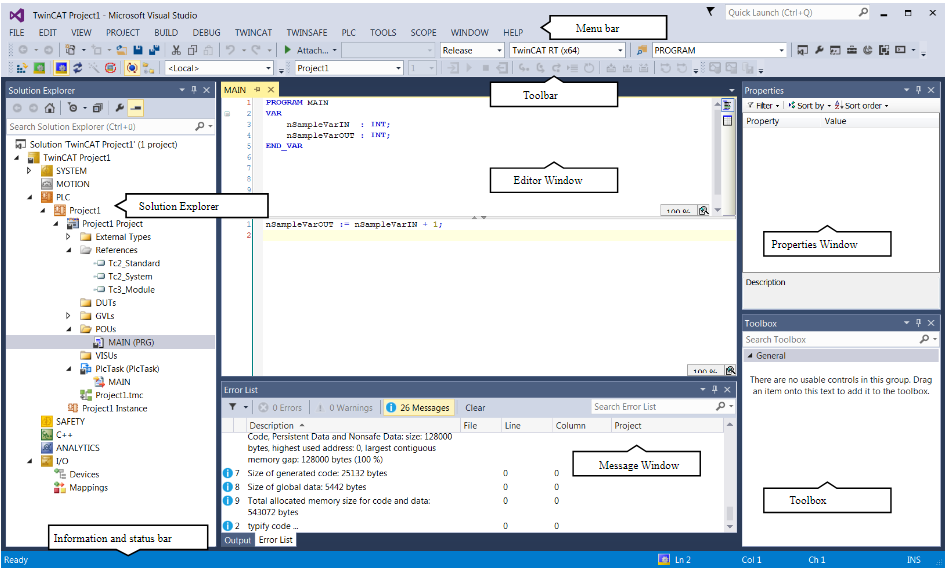 TwinCAT Project1 - Microsoft Visual Studio
Quick Launch (Ctrl+Q)
FILE EDIT VIEW PROJECT BUILD DEBUG TWINCAT TWINSAFE PLC TOOLS SCOPE WINDOW HELP
Menu bar
Attach... Release TwinCAT RT (x64) PROGRAM
<Local> Project1 1
Toolbar
Solution Explorer
Search Solution Explorer (Ctrl+ü)
Solution 'TwinCAT Project1' (1 project)
TwinCAT Project1
SYSTEM
MOTION
PLC
Project1
Solution Explorer
Project1 Project
External Types
References
Tc2_Standard
Tc2_System
Tc3_Module
DUTs
GVLs
POUs
MAIN (PRG)
VISUs
PlcTask (PlcTask)
MAIN
Project1.tmc
Project1 Instance
SAFETY
C++
ANALYTICS
I/O
Devices
Mappings
Information and status bar
MAIN
1 PROGRAM MAIN
2 VAR
3 nSampleVarIN : INT;
4 nSampleVarOUT : INT;
5 END_VAR
6
7
8
9
Editor Window
100 %
1 nSampleVarOUT := nSampleVarIN + 1;
2
100 %
Error List
0 Errors 0 Warnings 26 Messages Clear
Search Error List
Description File Line Column Project
Code, Persistent Data and Nonsafe Data: size: 128000
bytes, highest used address: 0, largest contiguous
memory gap: 128000 bytes (100 %)
7 Size of generated code: 25132 bytes 0 0
8 Size of global data: 5442 bytes 0 0
9 Total allocated memory size for code and data: 0 0
543072 bytes
2 typify code ... 0 0
Message Window
Output Error List
Properties
Filter Sort by Sort order
Property Value
Properties Window
Description
Toolbox
Search Toolbox
General
There are no usable controls in this group. Drag
an item onto this text to add it to the toolbox.
Toolbox
Ready Ln 2 Col 1 Ch 1 INS